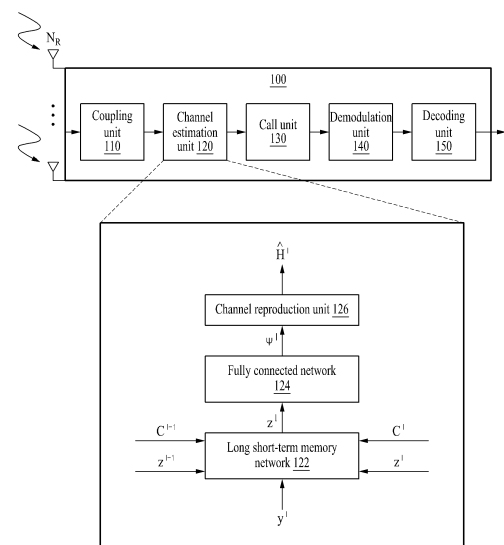 N_R
100
Coupling
unit
110
Channel
estimation
unit 120
Call unit
130
Demodulation
unit
140
Decoding
unit
150
Ĥ^l
Channel reproduction unit 126
ψ^l
Fully connected network
124
z^l
C^{l-1}
C^l
Long short-term memory
network 122
z^{l-1}
z^l
y^l